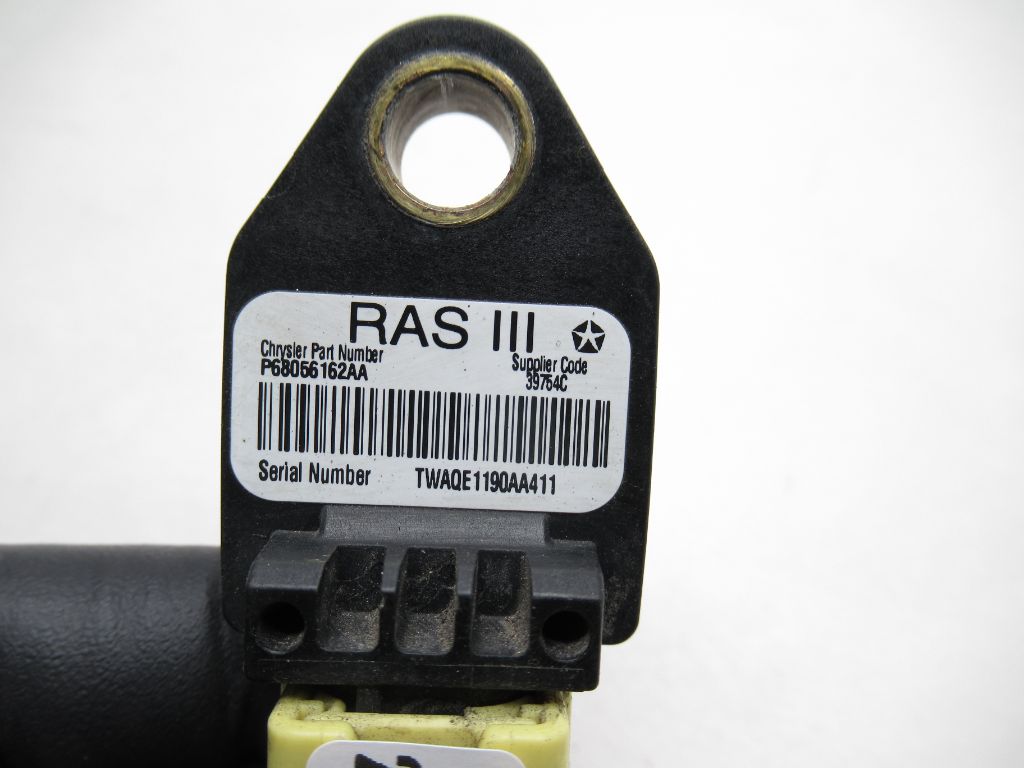 RAS III
Chrysler Part Number
P68056162AA
Supplier Code
39754C
Serial Number TWAQE1190AA411